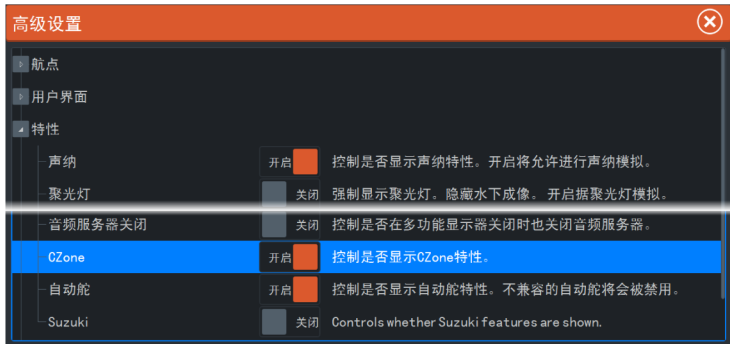 高级设置
航点
用户界面
特性
声纳 开启 控制是否显示声纳特性。开启将允许进行声纳模拟。
聚光灯 关闭 强制显示聚光灯。隐藏水下成像。 开启据聚光灯模拟。
音频服务器关闭 关闭 控制是否在多功能显示器关闭时也关闭音频服务器。
CZone 开启 控制是否显示CZone特性。
自动舵 开启 控制是否显示自动舵特性。不兼容的自动舵将会被禁用。
Suzuki 关闭 Controls whether Suzuki features are shown.